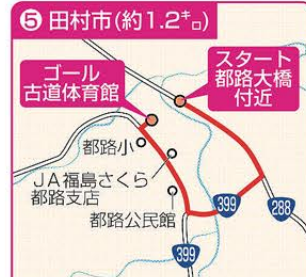 ⑤田村市(約1.2㌔)
スタート
都路大橋
付近
ゴール
古道体育館
都路小
JA福島さくら
都路支店
都路公民館
399
288
399